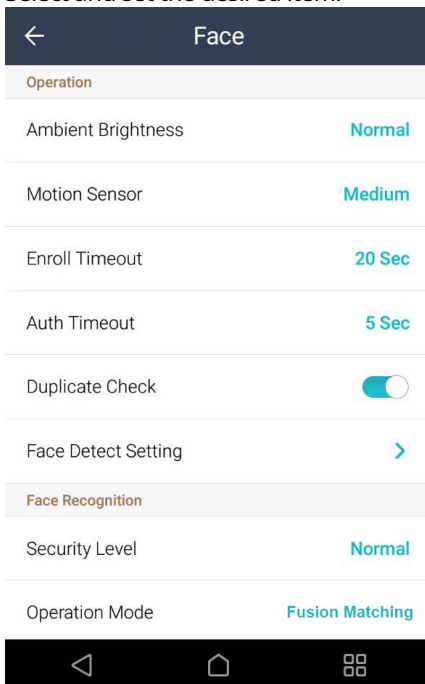 Select and set the desired item.
Face
Operation
Ambient Brightness Normal
Motion Sensor Medium
Enroll Timeout 20 Sec
Auth Timeout 5 Sec
Duplicate Check
Face Detect Setting
Face Recognition
Security Level Normal
Operation Mode Fusion Matching